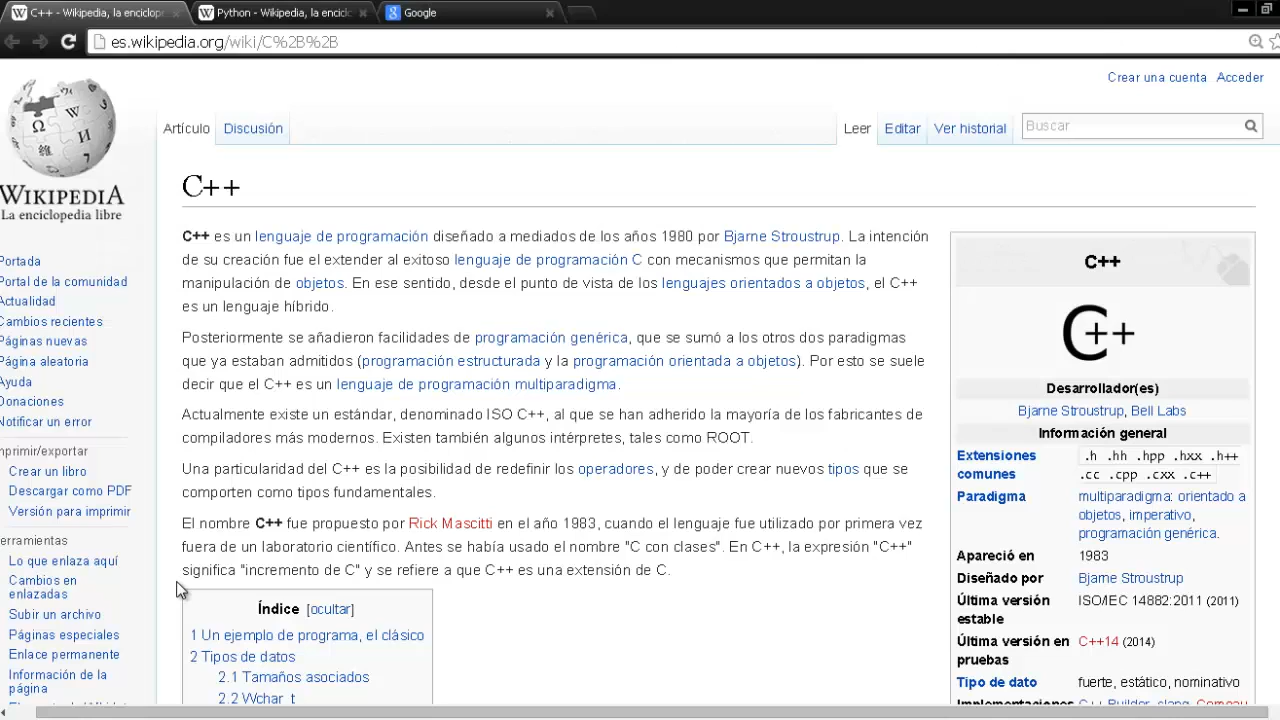 C++ - Wikipedia, la enciclop
Python - Wikipedia, la encicl
Google
es.wikipedia.org/wiki/C%2B%2B
Crear una cuenta Acceder
WIKIPEDIA
La enciclopedia libre
Artículo Discusión Leer Editar Ver historial Buscar
C++
C++ es un lenguaje de programación diseñado a mediados de los años 1980 por Bjarne Stroustrup. La intención
de su creación fue el extender al exitoso lenguaje de programación C con mecanismos que permitan la
manipulación de objetos. En ese sentido, desde el punto de vista de los lenguajes orientados a objetos, el C++
es un lenguaje híbrido.
Posteriormente se añadieron facilidades de programación genérica, que se sumó a los otros dos paradigmas
que ya estaban admitidos (programación estructurada y la programación orientada a objetos). Por esto se suele
decir que el C++ es un lenguaje de programación multiparadigma.
Actualmente existe un estándar, denominado ISO C++, al que se han adherido la mayoría de los fabricantes de
compiladores más modernos. Existen también algunos intérpretes, tales como ROOT.
Una particularidad del C++ es la posibilidad de redefinir los operadores, y de poder crear nuevos tipos que se
comporten como tipos fundamentales.
El nombre C++ fue propuesto por Rick Mascitti en el año 1983, cuando el lenguaje fue utilizado por primera vez
fuera de un laboratorio científico. Antes se había usado el nombre "C con clases". En C++, la expresión "C++"
significa "incremento de C" y se refiere a que C++ es una extensión de C.
Índice [ocultar]
1 Un ejemplo de programa, el clásico
2 Tipos de datos
2.1 Tamaños asociados
2.2 Wchar_t
Portada
Portal de la comunidad
Actualidad
Cambios recientes
Páginas nuevas
Página aleatoria
Ayuda
Donaciones
Notificar un error
mprimir/exportar
Crear un libro
Descargar como PDF
Versión para imprimir
erramientas
Lo que enlaza aquí
Cambios en
enlazadas
Subir un archivo
Páginas especiales
Enlace permanente
Información de la
página
C++
C++
Desarrollador(es)
Bjarne Stroustrup, Bell Labs
Información general
Extensiones .h .hh .hpp .hxx .h++
comunes .cc .cpp .cxx .c++
Paradigma multiparadigma: orientado a
objetos, imperativo,
programación genérica.
Apareció en 1983
Diseñado por Bjarne Stroustrup
Última versión ISO/IEC 14882:2011 (2011)
estable
Última versión en C++14 (2014)
pruebas
Tipo de dato fuerte, estático, nominativo
Implementaciones C++ Builder, clang, Comeau